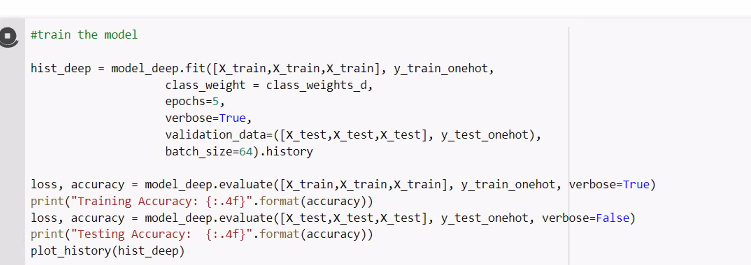 #train the model
hist_deep = model_deep.fit([X_train,X_train,X_train], y_train_onehot,
class_weight = class_weights_d,
epochs=5,
verbose=True,
validation_data=([X_test,X_test,X_test], y_test_onehot),
batch_size=64).history
loss, accuracy = model_deep.evaluate([X_train,X_train,X_train], y_train_onehot, verbose=True)
print("Training Accuracy: {:.4f}".format(accuracy))
loss, accuracy = model_deep.evaluate([X_test,X_test,X_test], y_test_onehot, verbose=False)
print("Testing Accuracy:  {:.4f}".format(accuracy))
plot_history(hist_deep)